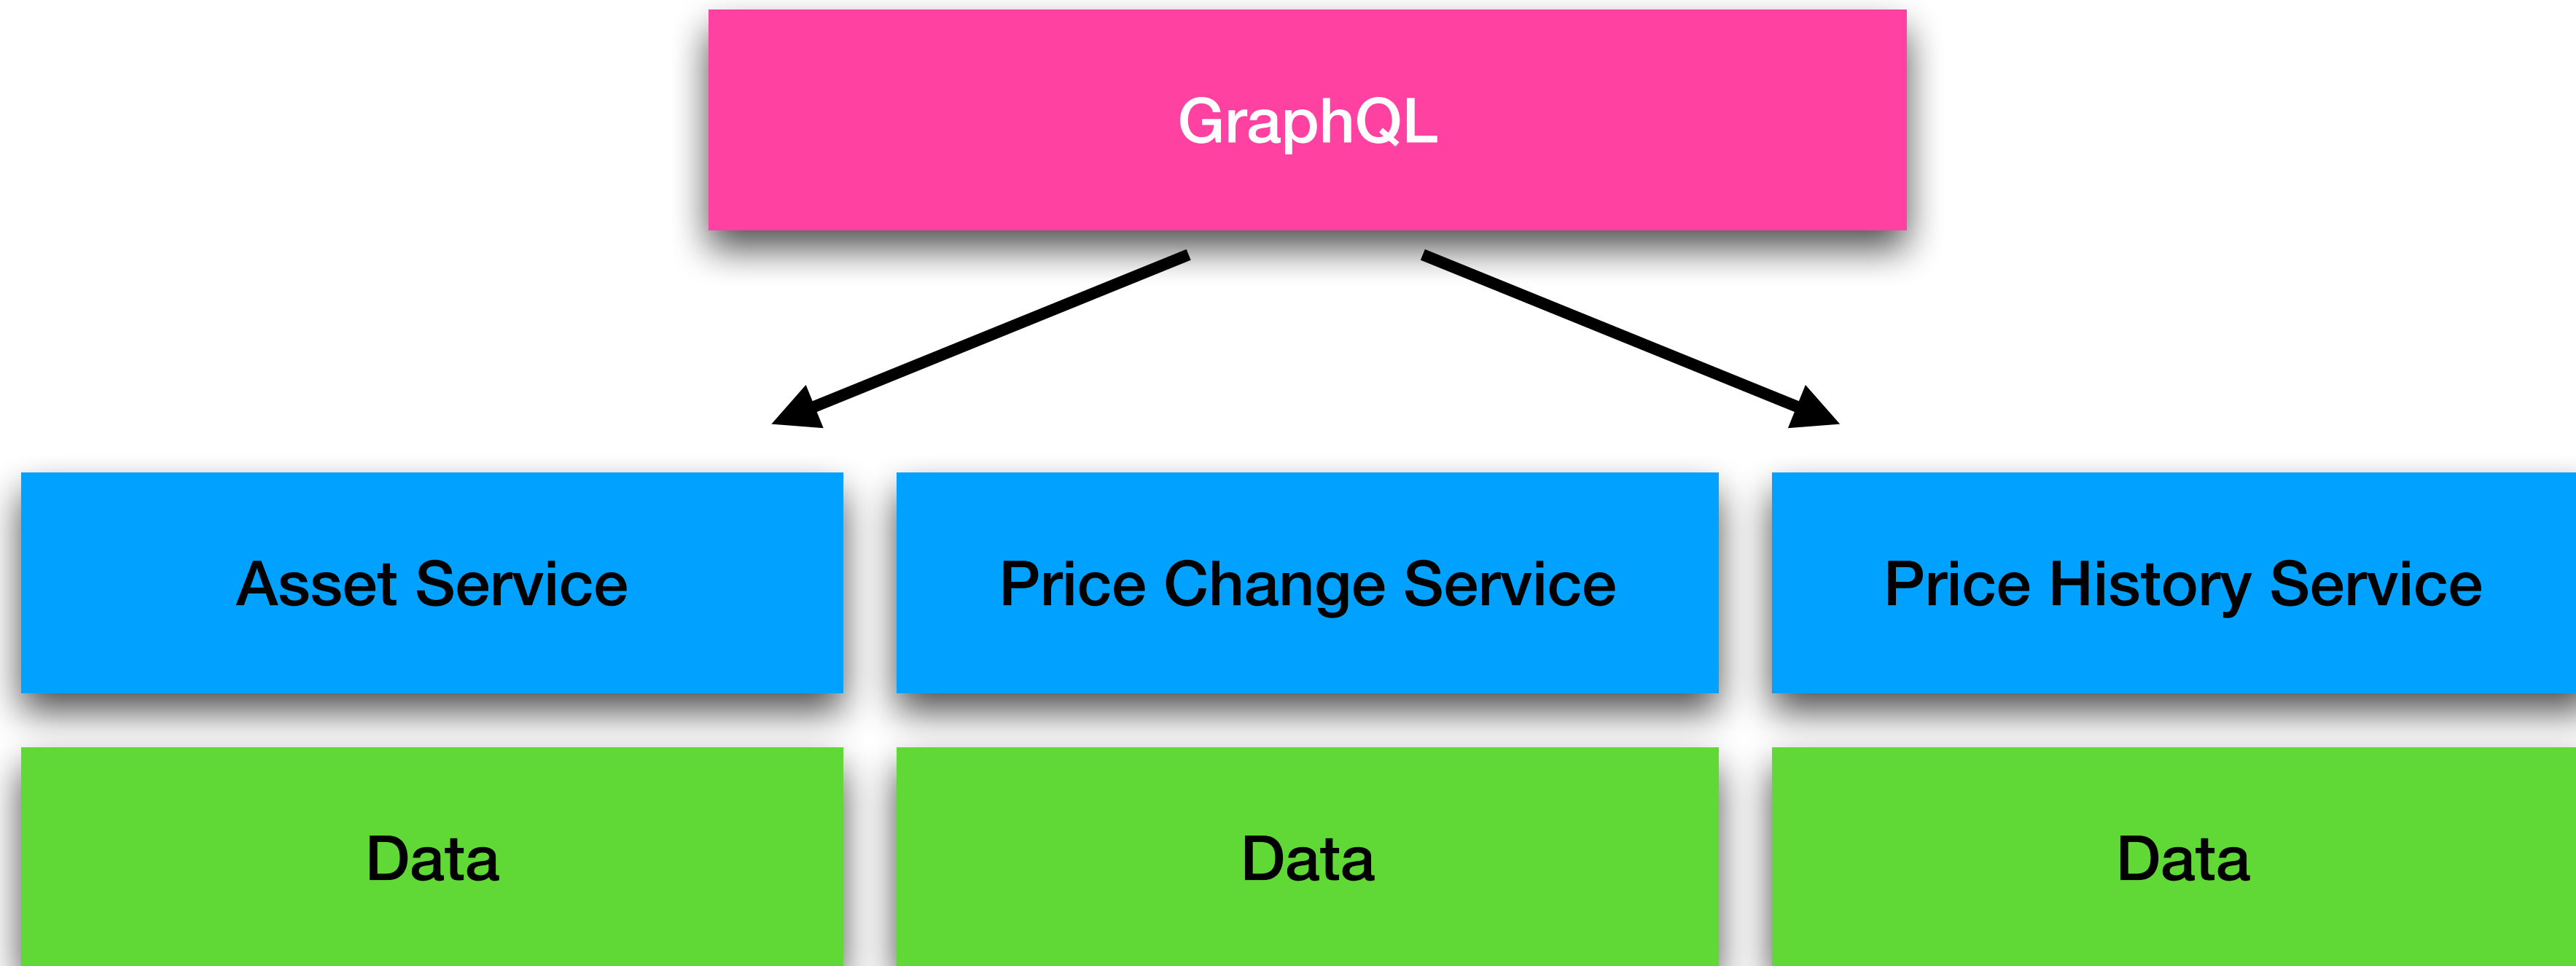 GraphQL
Asset Service
Price Change Service
Price History Service
Data
Data
Data